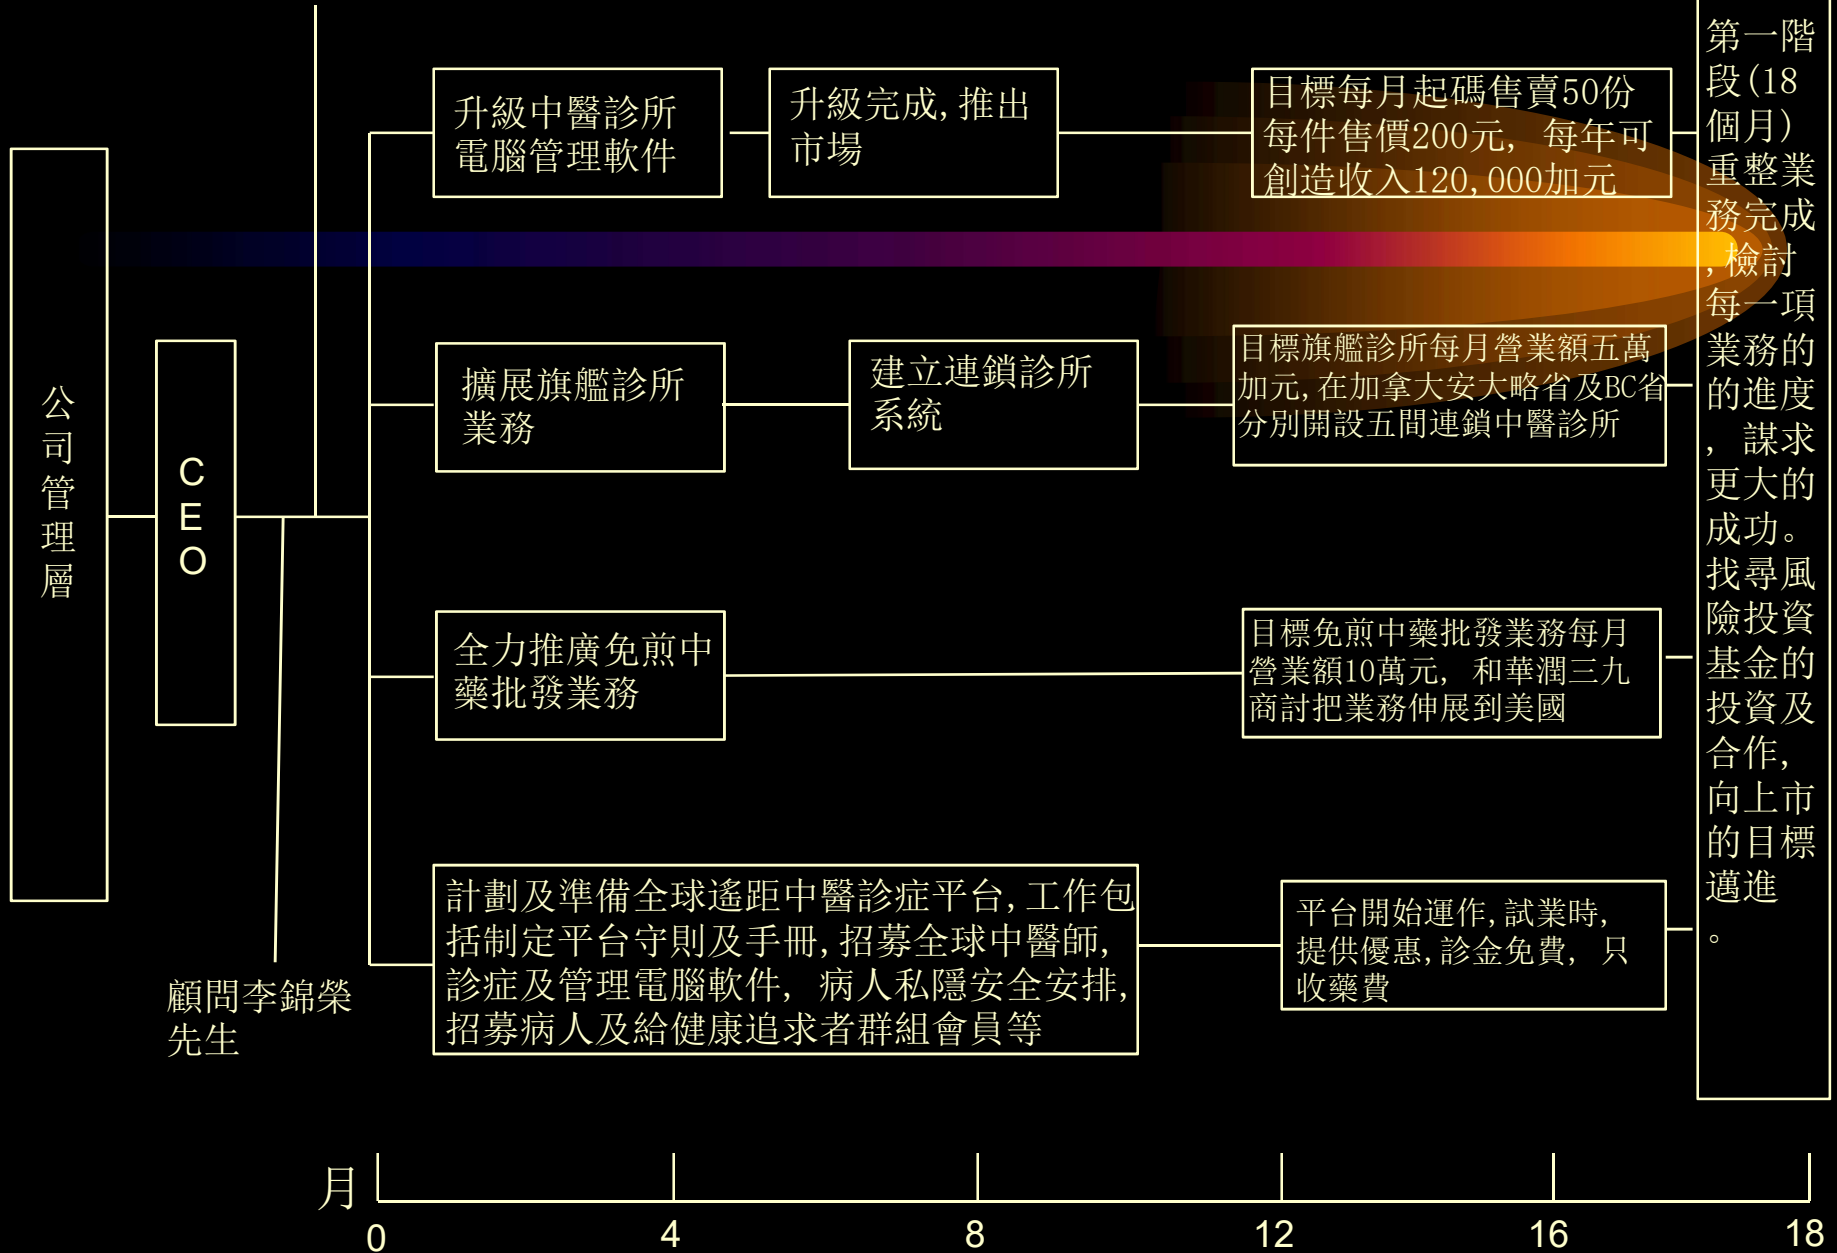 公
司
管
理
層
C
E
O
顧問李錦榮
先生
升級中醫診所
電腦管理軟件
升級完成,推出
市場
目標每月起碼售賣50份
每件售價200元, 每年可
創造收入120,000加元
擴展旗艦診所
業務
建立連鎖診所
系統
目標旗艦診所每月營業額五萬
加元,在加拿大安大略省及BC省
分別開設五間連鎖中醫診所
全力推廣免煎中
藥批發業務
目標免煎中藥批發業務每月
營業額10萬元, 和華潤三九
商討把業務伸展到美國
計劃及準備全球遙距中醫診症平台,工作包
括制定平台守則及手冊,招募全球中醫師,
診症及管理電腦軟件, 病人私隱安全安排,
招募病人及給健康追求者群組會員等
平台開始運作,試業時,
提供優惠,診金免費, 只
收藥費
第一階
段(18
個月)
重整業
務完成
,檢討
每一項
業務的
的進度
, 謀求
更大的
成功。
找尋風
險投資
基金的
投資及
合作,
向上市
的目標
邁進
。
月
0 4 8 12 16 18